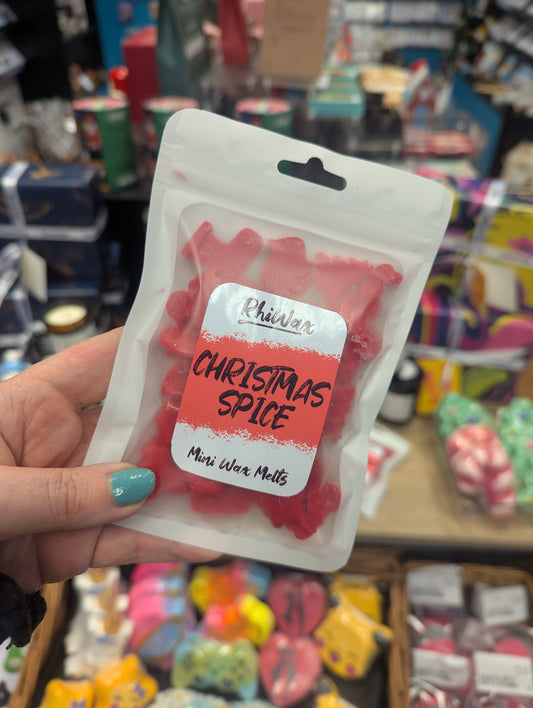 RhiWax
CHRISTMAS
SPICE
Mini Wax Melts